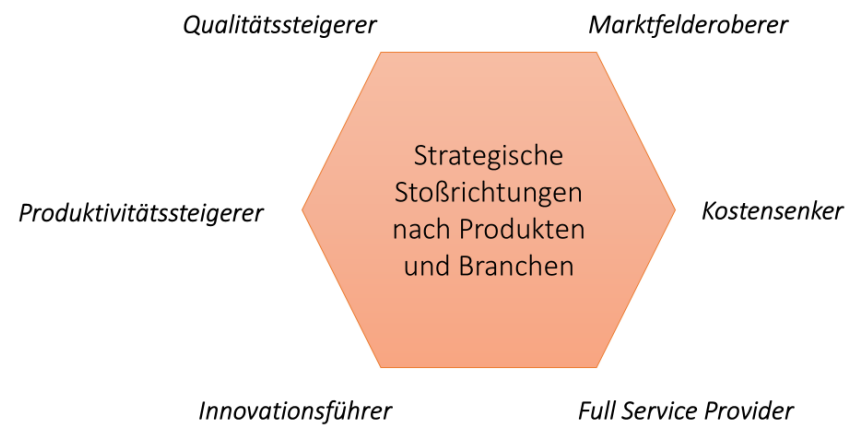 Qualitätssteigerer
Marktfelderoberer
Strategische
Stoßrichtungen
nach Produkten
und Branchen
Produktivitätssteigerer
Kostensenker
Innovationsführer
Full Service Provider